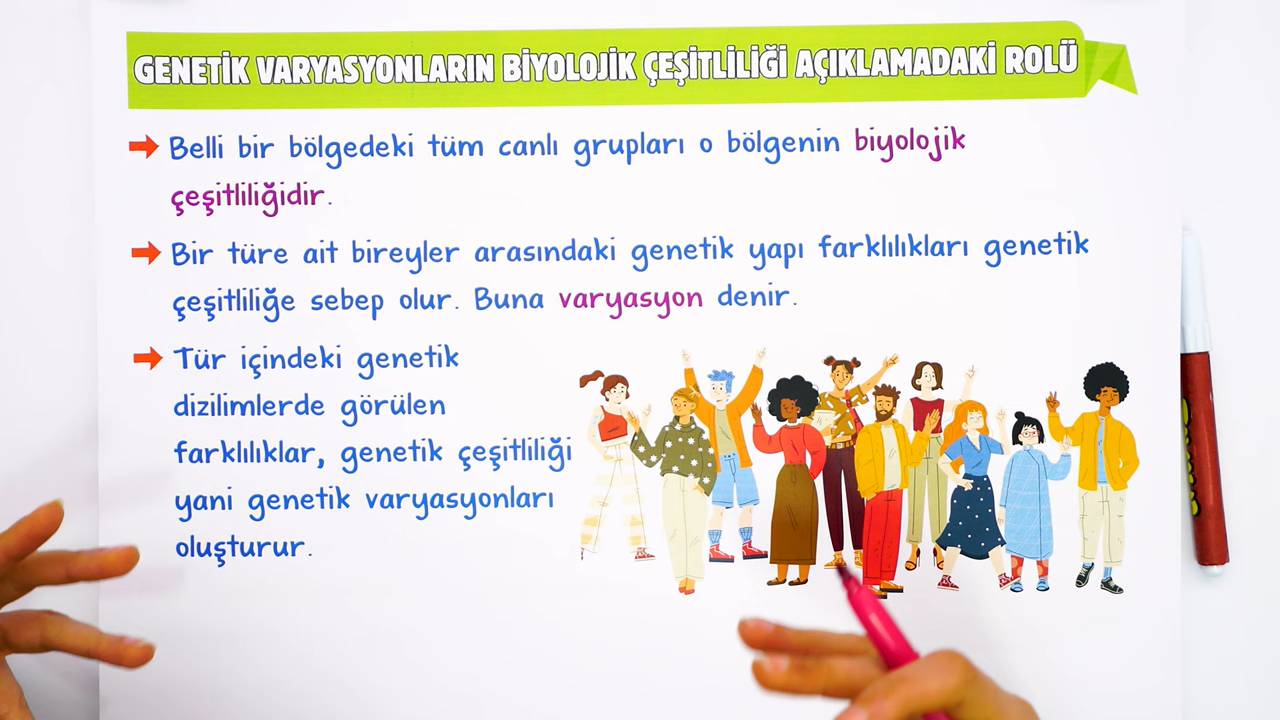 GENETİK VARYASYONLARIN BİYOLOJİK ÇEŞİTLİLİĞİ AÇIKLAMADAKİ ROLÜ
Belli bir bölgedeki tüm canlı grupları o bölgenin biyolojik
çeşitliliğidir.
Bir türe ait bireyler arasındaki genetik yapı farklılıkları genetik
çeşitliliğe sebep olur. Buna varyasyon denir.
Tür içindeki genetik
dizilimlerde görülen
farklılıklar, genetik çeşitliliği
yani genetik varyasyonları
oluşturur.